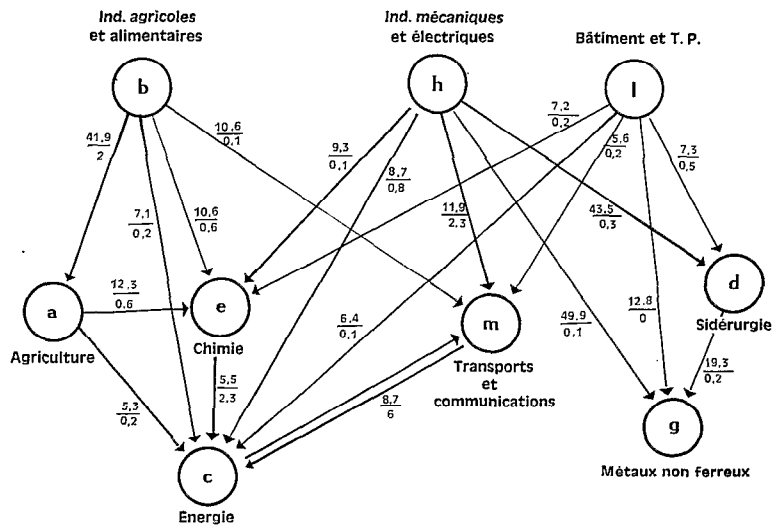 Ind. agricoles
et alimentaires
Ind. mécaniques
et électriques
Bâtiment et T. P.
b
h
l
41,9
2
10,6
0,1
9,3
0,1
8,7
0,8
7,2
0,2
5,6
0,2
7,3
0,5
7,1
0,2
10,6
0,6
11,9
2,3
43,5
0,3
12,3
0,6
a
e
m
d
Agriculture
Chimie
Transports
et
communications
Sidérurgie
6,4
0,1
49,9
0,1
12,8
0
19,3
0,2
5,3
0,2
5,5
2,3
8,7
6
c
Energie
g
Métaux non ferreux